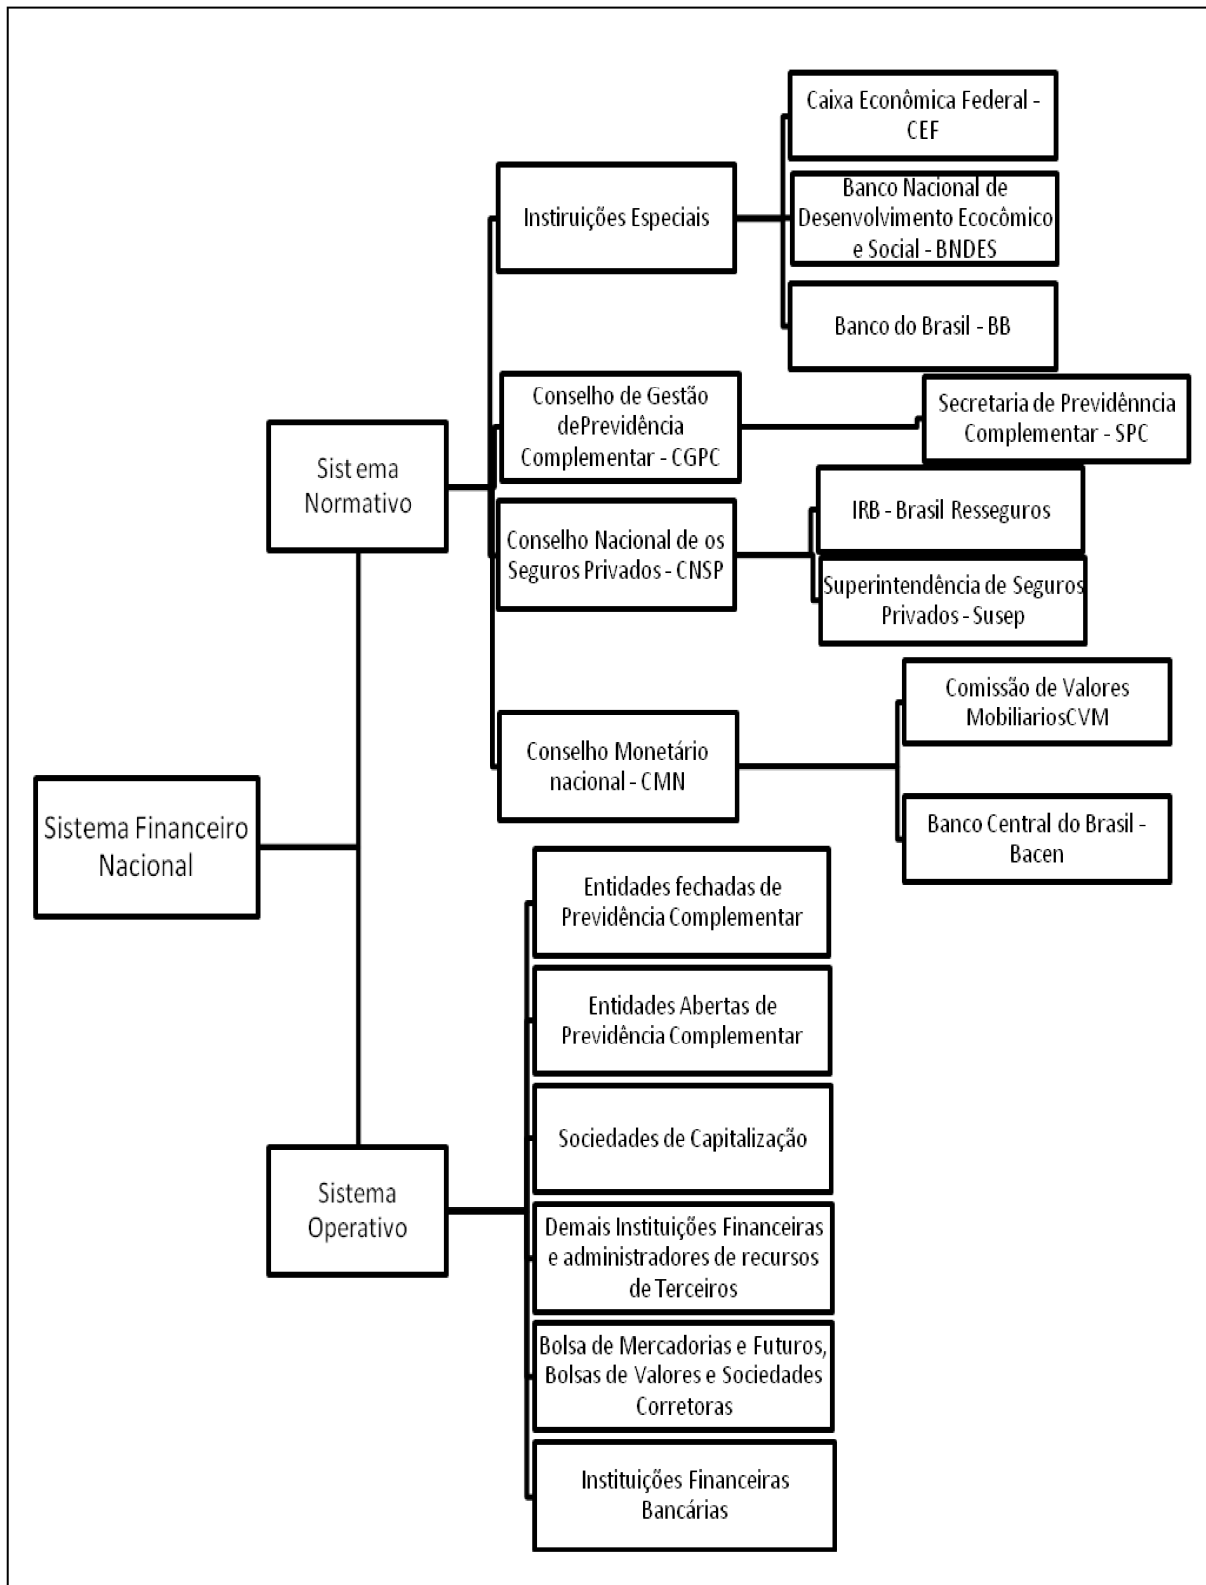 Caixa Econômica Federal -
CEF
Instiruições Especiais
Banco Nacional de
Desenvolvimento Ecocômico
e Social - BNDES
Banco do Brasil - BB
Conselho de Gestão
dePrevidência
Complementar - CGPC
Secretaria de Previdênncia
Complementar - SPC
Sistema
Normativo
IRB - Brasil Resseguros
Conselho Nacional de os
Seguros Privados - CNSP
Superintendência de Seguros
Privados - Susep
Comissão de Valores
MobiliariosCVM
Conselho Monetário
nacional - CMN
Banco Central do Brasil -
Bacen
Sistema Financeiro
Nacional
Entidades fechadas de
Previdência Complementar
Entidades Abertas de
Previdência Complementar
Sociedades de Capitalização
Sistema
Operativo
Demais Instituições Financeiras
e administradores de recursos
de Terceiros
Bolsa de Mercadorias e Futuros,
Bolsas de Valores e Sociedades
Corretoras
Instituições Financeiras
Bancárias